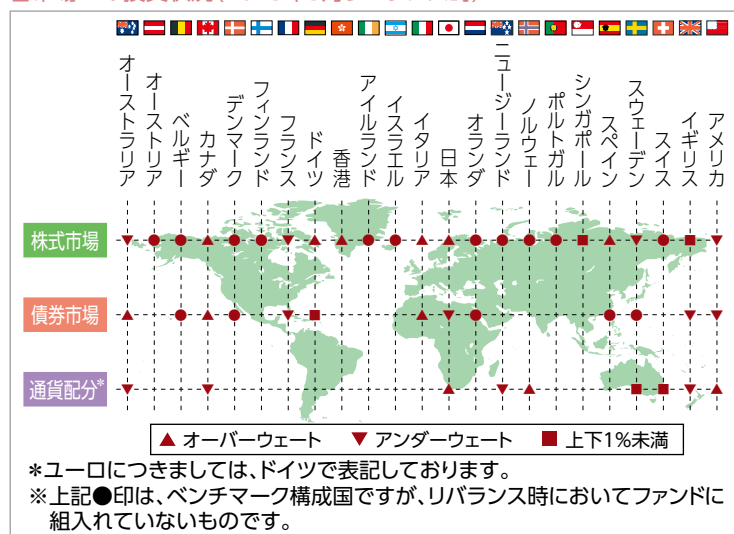 オーストラリア
オーストリア
ベルギー
カナダ
デンマーク
フィンランド
フランス
ドイツ
香港
アイルランド
イスラエル
イタリア
日本
オランダ
ニュージーランド
ノルウェー
ポルトガル
シンガポール
スペイン
スウェーデン
スイス
イギリス
アメリカ
株式市場
債券市場
通貨配分*
▲ オーバーウェート ▼ アンダーウェート ■ 上下1%未満
*ユーロにつきましては、ドイツで表記しております。
※上記●印は、ベンチマーク構成国ですが、リバランス時においてファンドに
組入れていないものです。